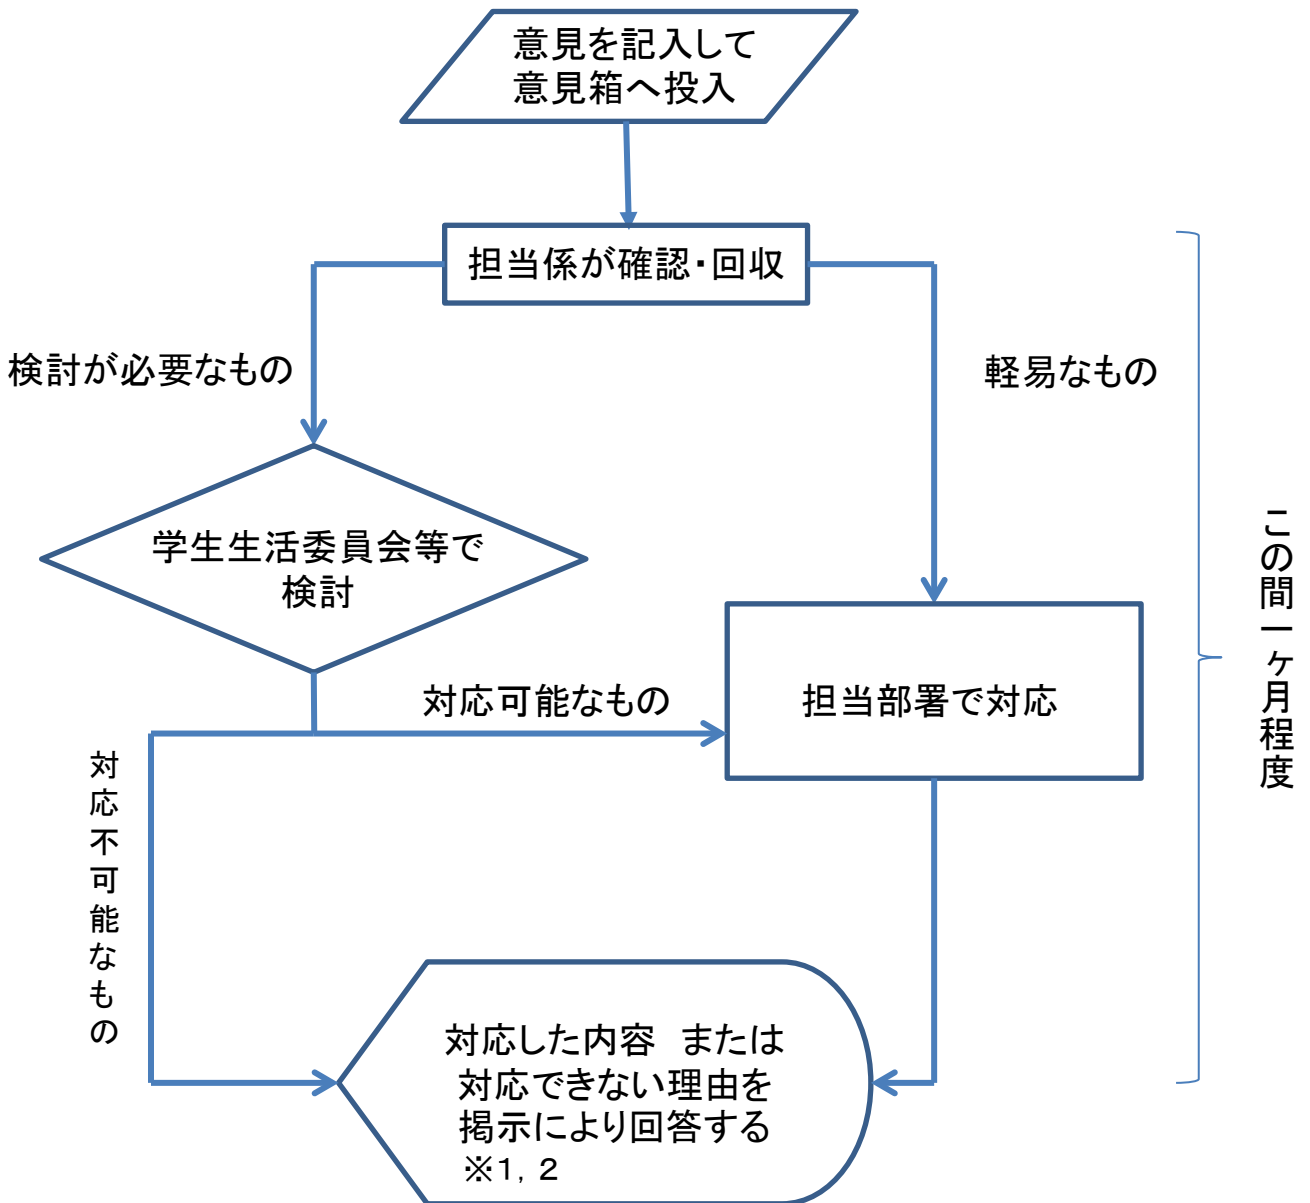 意見を記入して
意見箱へ投入
担当係が確認・回収
検討が必要なもの
軽易なもの
学生生活委員会等で
検討
対応可能なもの
担当部署で対応
対応不可能なもの
この間一ヶ月程度
対応した内容　または
対応できない理由を
掲示により回答する
※１，２